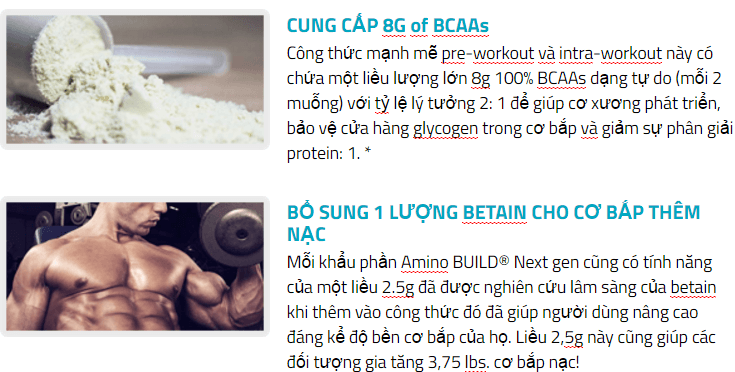 CUNG CẤP 8G of BCAAs
Công thức mạnh mẽ pre-workout và intra-workout này có
chứa một liều lượng lớn 8g 100% BCAAs dạng tự do (mỗi 2
muỗng) với tỷ lệ lý tưởng 2: 1 để giúp cơ xương phát triển,
bảo vệ cửa hàng glycogen trong cơ bắp và giảm sự phân giải
protein: 1. *
BỔ SUNG 1 LƯỢNG BETAIN CHO CƠ BẮP THÊM
NẠC
Mỗi khẩu phần Amino BUILD® Next gen cũng có tính năng
của một liều 2.5g đã được nghiên cứu lâm sàng của betain
khi thêm vào công thức đó đã giúp người dùng nâng cao
đáng kể độ bền cơ bắp của họ. Liều 2,5g này cũng giúp các
đối tượng gia tăng 3,75 lbs. cơ bắp nạc!